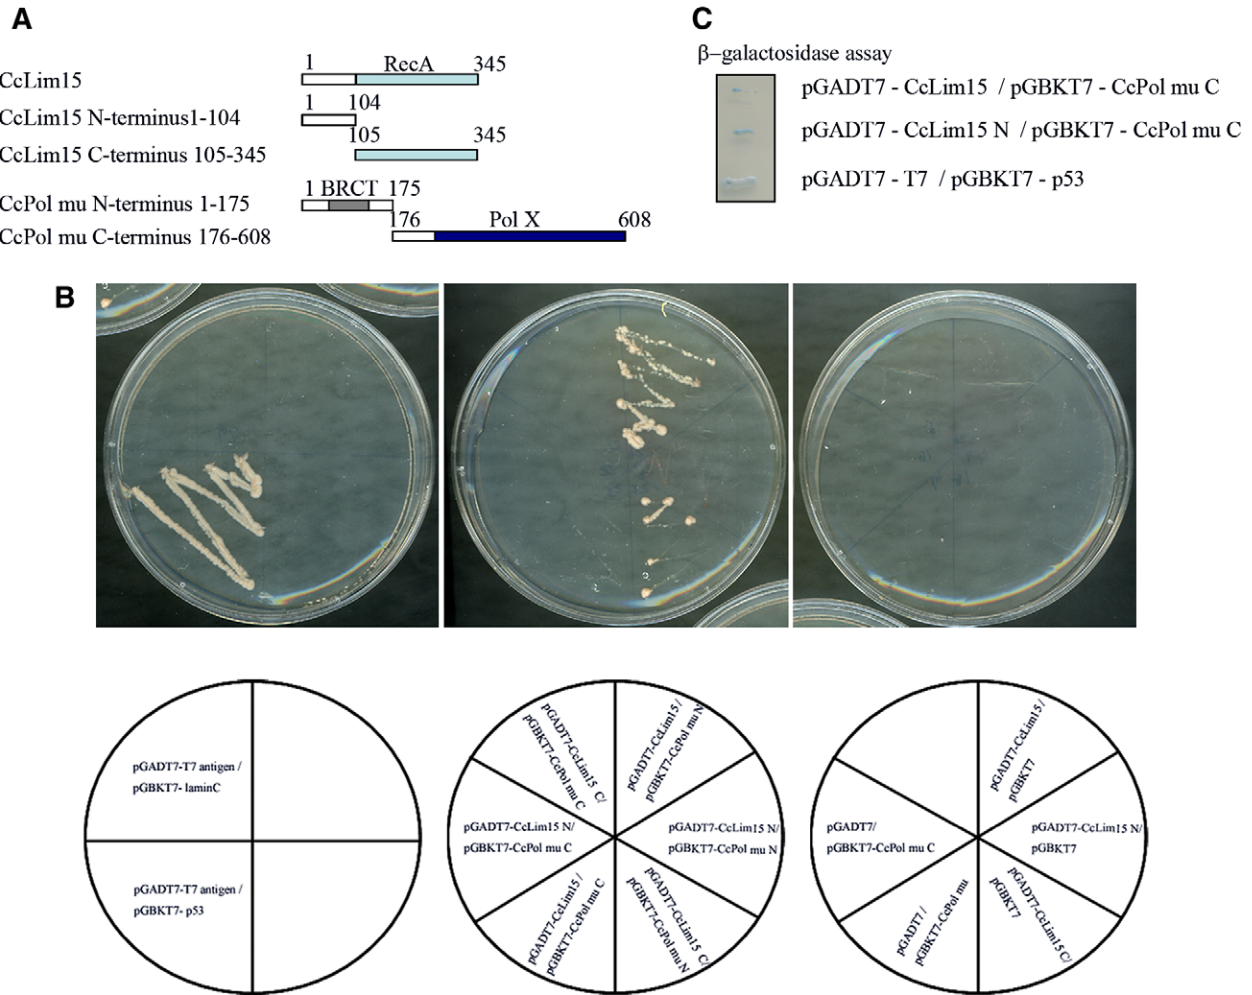 A
1 RecA 345
CcLim15
1 104
CcLim15 N-terminus1-104
105 345
CcLim15 C-terminus 105-345
1 BRCT 175
CcPol mu N-terminus 1-175
176 Pol X 608
CcPol mu C-terminus 176-608
C
β–galactosidase assay
pGADT7 - CcLim15 / pGBKT7 - CcPol mu C
pGADT7 - CcLim15 N / pGBKT7 - CcPol mu C
pGADT7 - T7 / pGBKT7 - p53
B
pGADT7-T7 antigen /
pGBKT7- laminC
pGADT7-T7 antigen /
pGBKT7- p53
pGADT7-CcLim15 C/
pGBKT7-CcPol mu C
pGADT7-CcLim15 /
pGBKT7-CcPol mu N
pGADT7-CcLim15 N/
pGBKT7-CcPol mu C
pGADT7-CcLim15 N/
pGBKT7-CcPol mu N
pGADT7-CcLim15 /
pGBKT7-CcPol mu C
pGADT7-CcLim15 C/
pGBKT7-CcPol mu N
pGADT7-CcLim15 /
pGBKT7
pGADT7/
pGBKT7-CcPol mu C
pGADT7-CcLim15 N/
pGBKT7
pGADT7 /
pGBKT7-CcPol mu
pGADT7-CcLim15 C/
pGBKT7